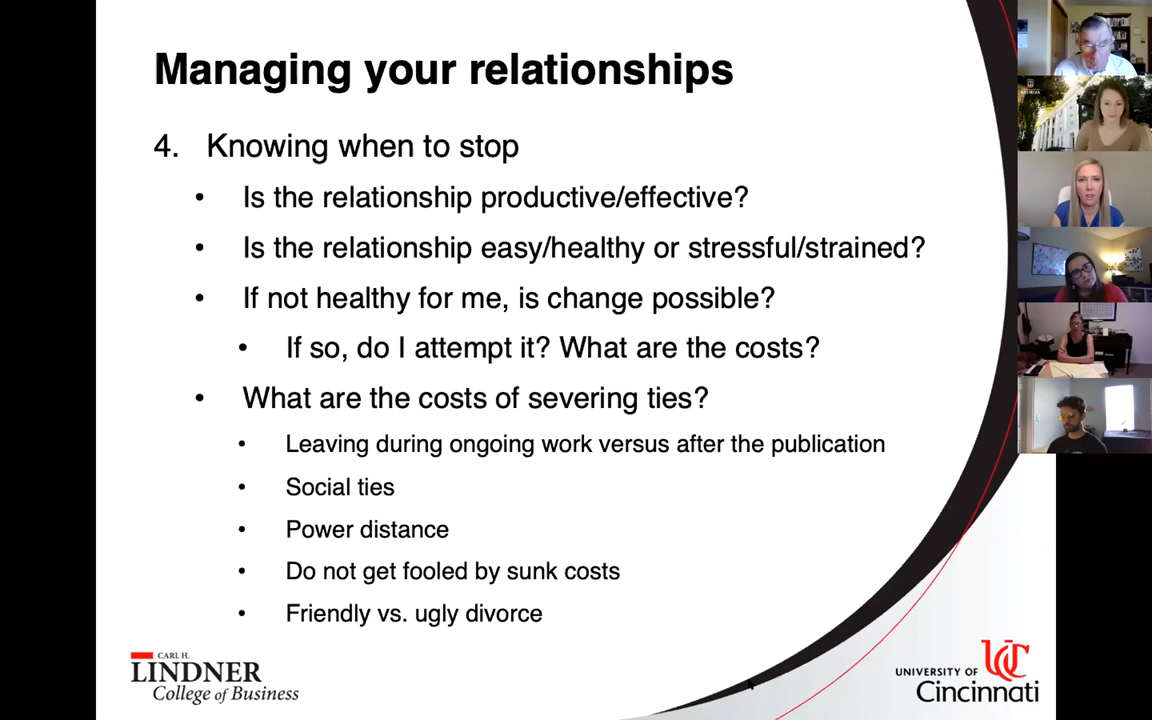 Managing your relationships
4. Knowing when to stop
• Is the relationship productive/effective?
• Is the relationship easy/healthy or stressful/strained?
• If not healthy for me, is change possible?
• If so, do I attempt it? What are the costs?
• What are the costs of severing ties?
• Leaving during ongoing work versus after the publication
• Social ties
• Power distance
• Do not get fooled by sunk costs
• Friendly vs. ugly divorce
CARL H.
LINDNER
College of Business
UC
UNIVERSITY OF
Cincinnati